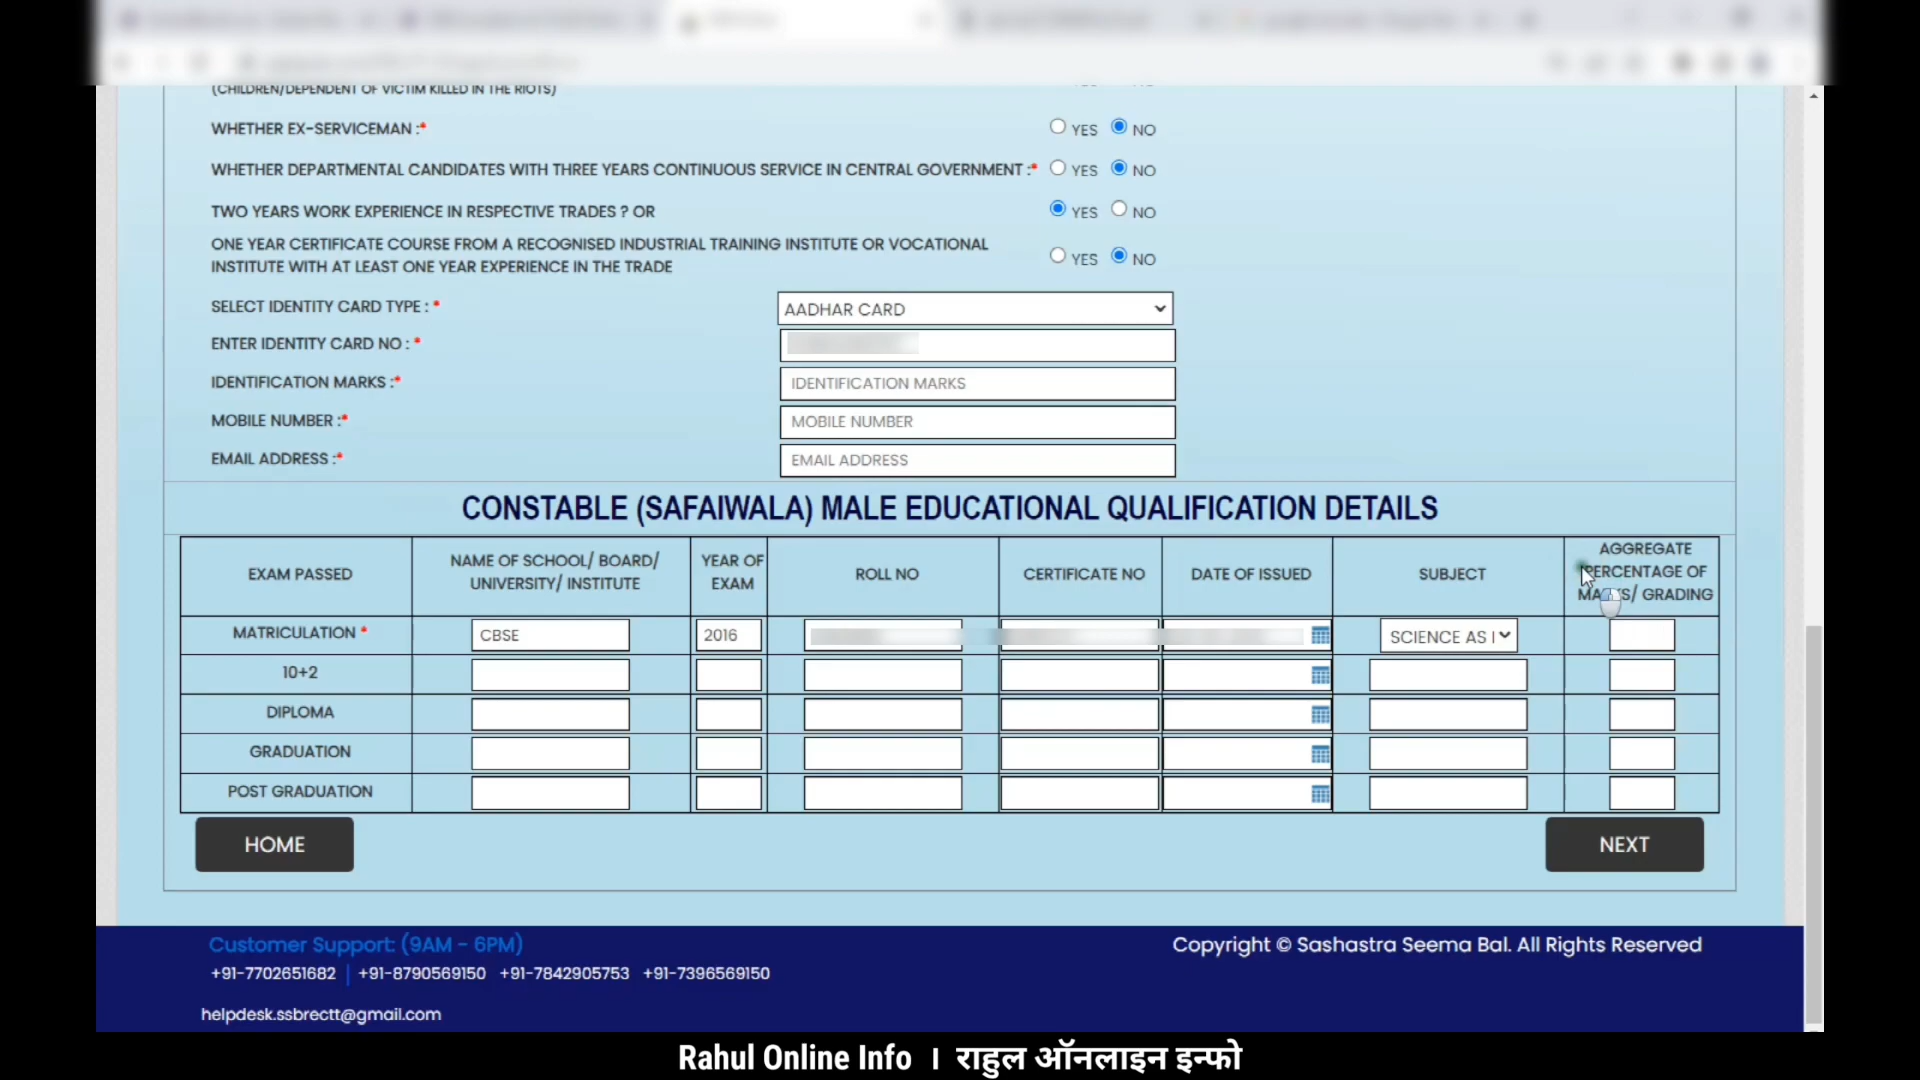 (CHILDREN/DEPENDENT OF VICTIM KILLED IN THE RIOTS)
WHETHER EX-SERVICEMAN :* YES NO
WHETHER DEPARTMENTAL CANDIDATES WITH THREE YEARS CONTINUOUS SERVICE IN CENTRAL GOVERNMENT :* YES NO
TWO YEARS WORK EXPERIENCE IN RESPECTIVE TRADES ? OR YES NO
ONE YEAR CERTIFICATE COURSE FROM A RECOGNISED INDUSTRIAL TRAINING INSTITUTE OR VOCATIONAL
INSTITUTE WITH AT LEAST ONE YEAR EXPERIENCE IN THE TRADE YES NO
SELECT IDENTITY CARD TYPE : * AADHAR CARD
ENTER IDENTITY CARD NO : *
IDENTIFICATION MARKS :* IDENTIFICATION MARKS
MOBILE NUMBER :* MOBILE NUMBER
EMAIL ADDRESS :* EMAIL ADDRESS
CONSTABLE (SAFAIWALA) MALE EDUCATIONAL QUALIFICATION DETAILS
EXAM PASSED
NAME OF SCHOOL/ BOARD/
UNIVERSITY/ INSTITUTE
YEAR OF
EXAM
ROLL NO
CERTIFICATE NO
DATE OF ISSUED
SUBJECT
AGGREGATE
PERCENTAGE OF
MARKS/ GRADING
MATRICULATION * CBSE 2016 SCIENCE AS I
10+2
DIPLOMA
GRADUATION
POST GRADUATION
HOME NEXT
Customer Support: (9AM - 6PM) Copyright © Sashastra Seema Bal. All Rights Reserved
+91-7702651682 | +91-8790569150 +91-7842905753 +91-7396569150
helpdesk.ssbrectt@gmail.com
Rahul Online Info । राहुल ऑनलाइन इन्फो